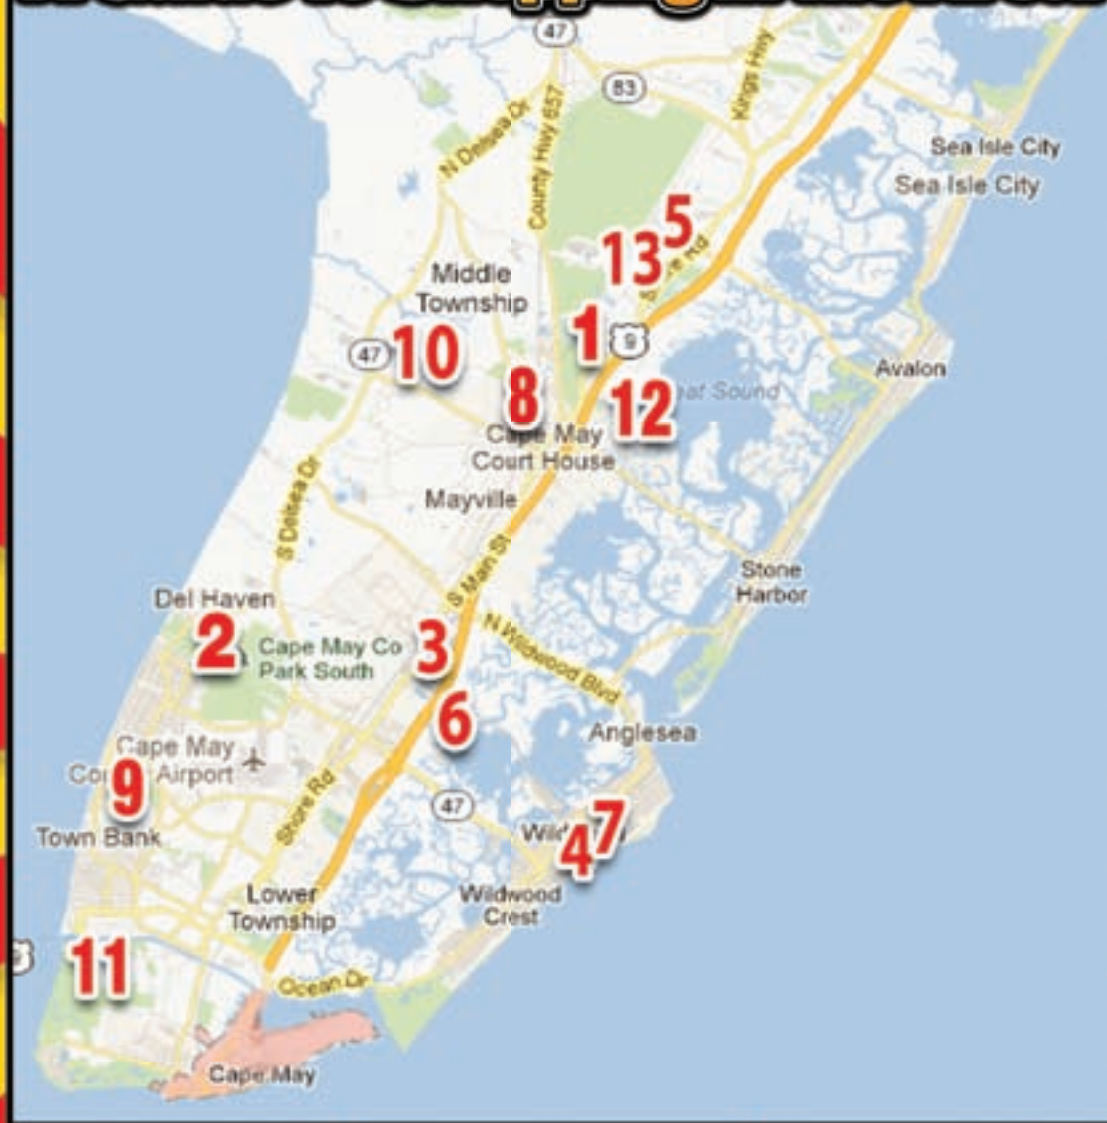 47
83
Kings Hwy
N Delsea Dr
County Hwy 657
Sea Isle City
Sea Isle City
5
13
Middle
Township
1
9
47
10
8
12
Avalon
Sound
Cape May
Court House
Mayville
S Delsea Dr
S Main St
Stone
Harbor
Del Haven
2
Cape May Co
Park South
3
N Wildwood Blvd
6
Anglesea
Cape May
Airport
9
Shore Rd
47
7
4
Town Bank
Wildwood
Crest
Lower
Township
11
Ocean Dr
Cape May